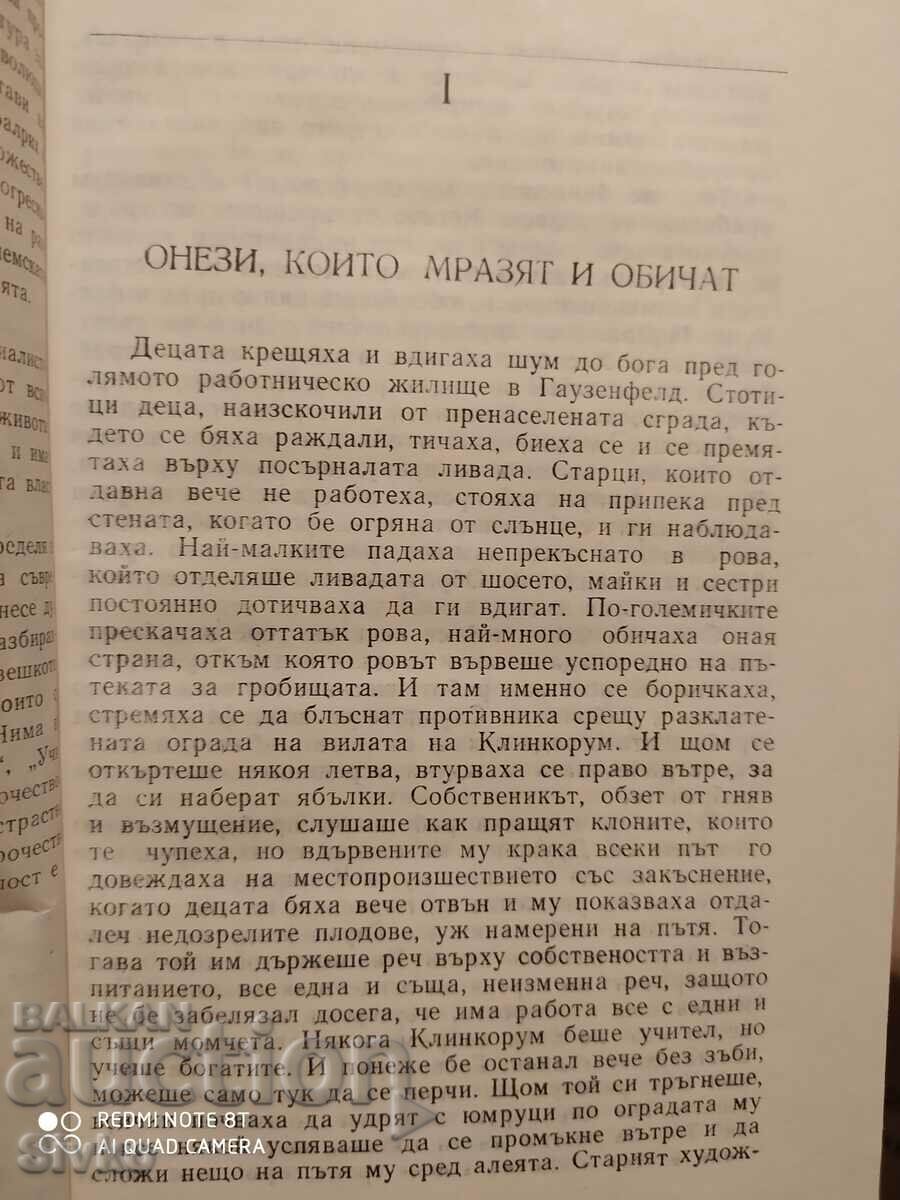 I
ОНЕЗИ, КОИТО МРАЗЯТ И ОБИЧАТ
Децата крещяха и вдигаха шум до бога пред го-
лямото работническо жилище в Гаузенфелд. Стоти-
ци деца, наизскочили от пренаселената сграда, къ-
дето се бяха раждали, тичаха, биеха се и се премя-
таха върху посърналата ливада. Старци, които от-
давна вече не работеха, стояха на припека пред
стената, когато бе огряна от слънце, и ги наблюда-
ваха. Най-малките падаха непрекъснато в рова,
който отделяше ливадата от шосето, майки и сестри
постоянно дотичваха да ги вдигат. По-големичките
прескачаха оттатък рова, най-много обичаха оная
страна, откъм която ровът вървеше успоредно на пъ-
теката за гробищата. И там именно се боричкаха,
стремяха се да блъснат противника срещу разклате-
ната ограда на вилата на Клинкорум. И щом се
откъртеше някоя летва, втурваха се право вътре, за
да си наберат ябълки. Собственикът, обзет от гняв
и възмущение, слушаше как пращят клоните, които
те чупеха, но вдървените му крака всеки път го
довеждаха на местопроизшествието със закъснение,
когато децата бяха вече отвън и му показваха отда-
леч недозрелите плодове, уж намерени на пътя. То-
гава той им държеше реч върху собствеността и въз-
питанието, все една и съща, неизменна реч, защото
не бе забелязал досега, че има работа все с едни и
същи момчета. Някога Клинкорум беше учител, но
учеше богатите. И понеже бе останал вече без зъби,
можеше само тук да се перчи. Щом той си тръгнеше,
да удрят с юмруци по оградата му
успяваше да се промъкне вътре и да
сложи нещо на пътя му сред алеята. Старият худож-
ята.
и има
BALKAN
auction
REDMI NOTE 8T
AI QUAD CAMERA